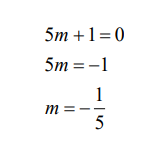 5m + 1 = 0
5m = −1
m = −1/5